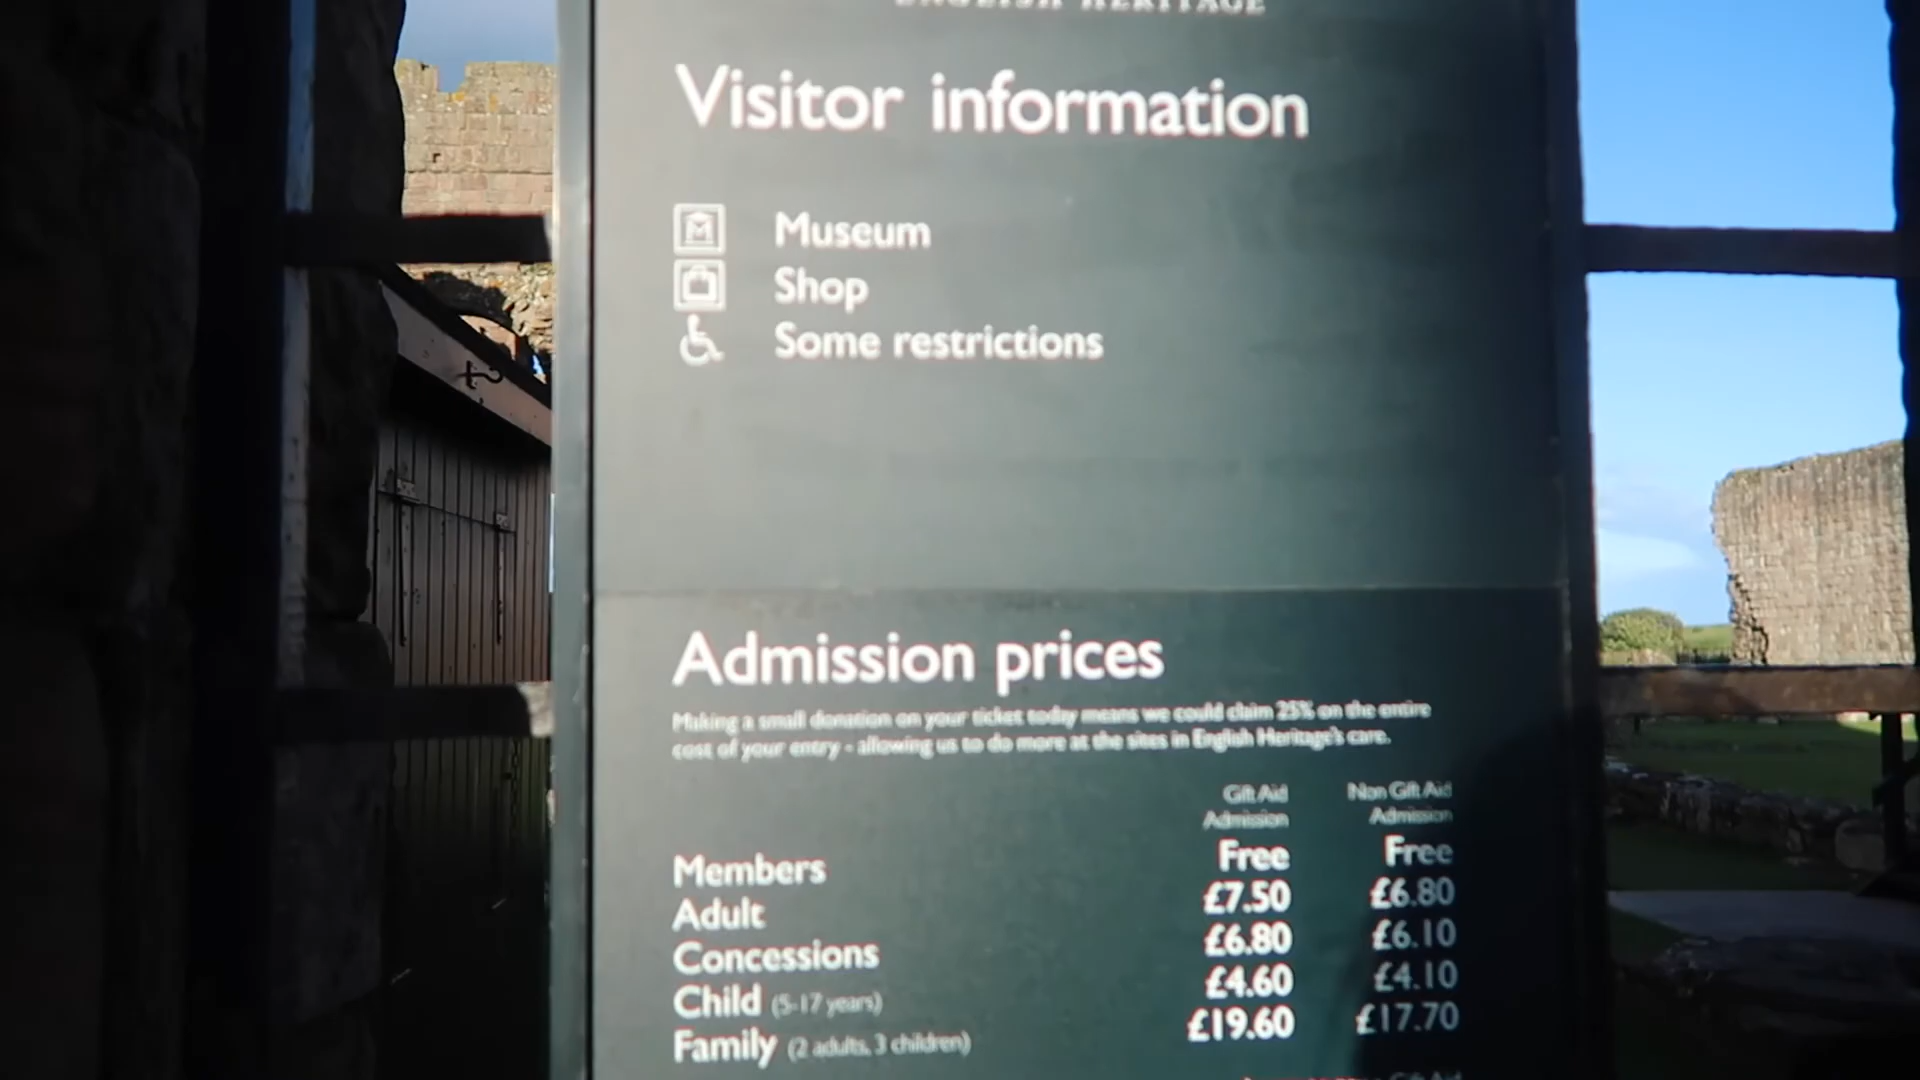 ENGLISH HERITAGE
Visitor information
Museum
Shop
Some restrictions
Admission prices
Making a small donation on your ticket today means we could claim 25% on the entire
cost of your entry - allowing us to do more at the sites in English Heritage's care.
Gift Aid Admission Non Gift Aid Admission
Members Free Free
Adult £7.50 £6.80
Concessions £6.80 £6.10
Child (5-17 years) £4.60 £4.10
Family (2 adults, 3 children) £19.60 £17.70
Gift Aid